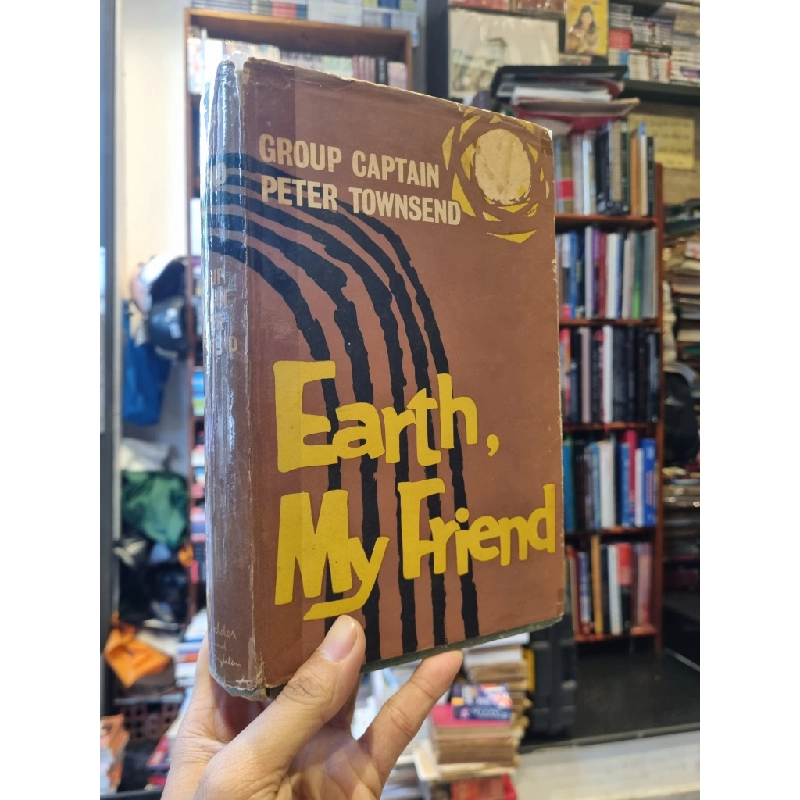 GROUP CAPTAIN
PETER TOWNSEND
Earth,
My Friend